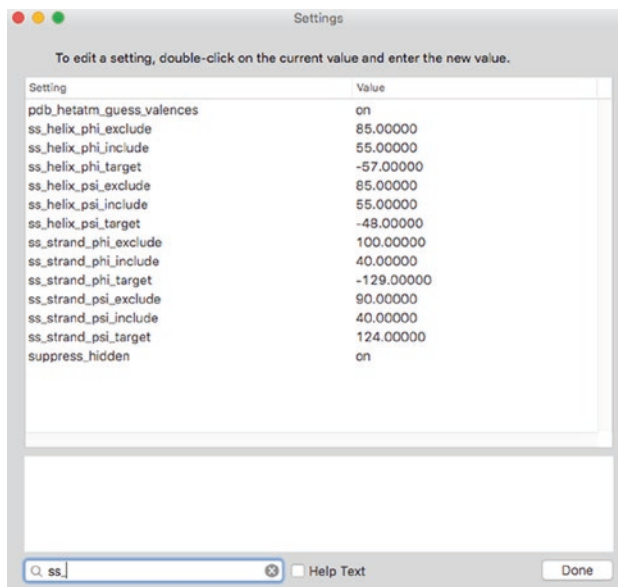 Settings
To edit a setting, double-click on the current value and enter the new value.
Setting Value
pdb_hetatm_guess_valences on
ss_helix_phi_exclude 85.00000
ss_helix_phi_include 55.00000
ss_helix_phi_target -57.00000
ss_helix_psi_exclude 85.00000
ss_helix_psi_include 55.00000
ss_helix_psi_target -48.00000
ss_strand_phi_exclude 100.00000
ss_strand_phi_include 40.00000
ss_strand_phi_target -129.00000
ss_strand_psi_exclude 90.00000
ss_strand_psi_include 40.00000
ss_strand_psi_target 124.00000
suppress_hidden on
ss_ Help Text Done